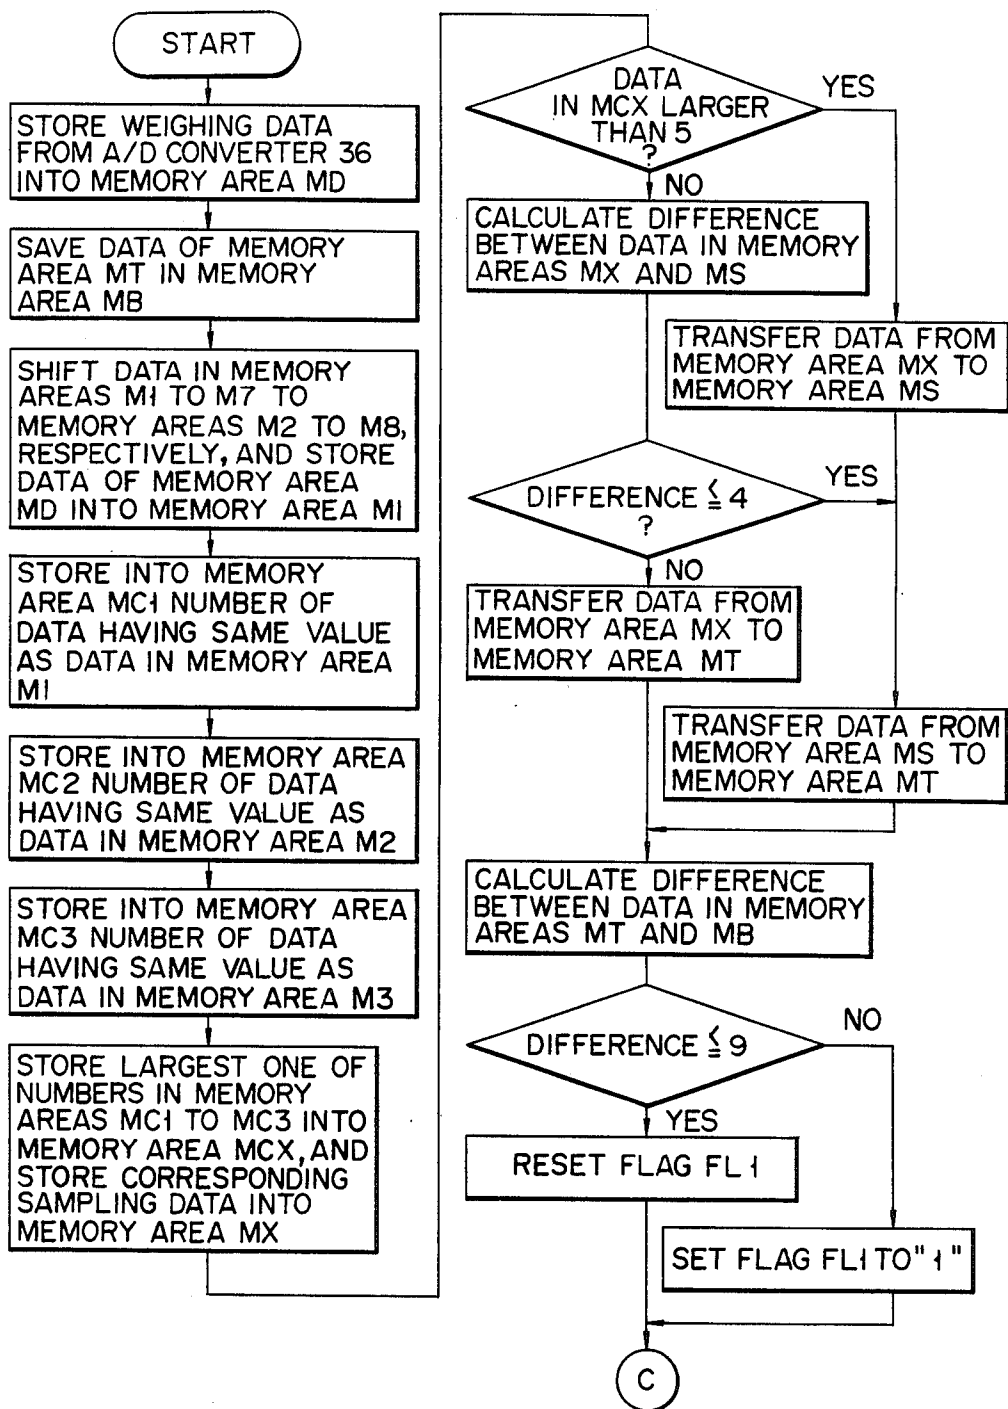 START
STORE WEIGHING DATA
FROM A/D CONVERTER 36
INTO MEMORY AREA MD
SAVE DATA OF MEMORY
AREA MT IN MEMORY
AREA MB
SHIFT DATA IN MEMORY
AREAS M1 TO M7 TO
MEMORY AREAS M2 TO M8,
RESPECTIVELY, AND STORE
DATA OF MEMORY AREA
MD INTO MEMORY AREA M1
STORE INTO MEMORY
AREA MC1 NUMBER OF
DATA HAVING SAME VALUE
AS DATA IN MEMORY AREA
M1
STORE INTO MEMORY AREA
MC2 NUMBER OF DATA
HAVING SAME VALUE AS
DATA IN MEMORY AREA M2
STORE INTO MEMORY AREA
MC3 NUMBER OF DATA
HAVING SAME VALUE AS
DATA IN MEMORY AREA M3
STORE LARGEST ONE OF
NUMBERS IN MEMORY
AREAS MC1 TO MC3 INTO
MEMORY AREA MCX, AND
STORE CORRESPONDING
SAMPLING DATA INTO
MEMORY AREA MX
DATA
IN MCX LARGER
THAN 5
?
YES
NO
CALCULATE DIFFERENCE
BETWEEN DATA IN MEMORY
AREAS MX AND MS
TRANSFER DATA FROM
MEMORY AREA MX TO
MEMORY AREA MS
DIFFERENCE ≦ 4
?
YES
NO
TRANSFER DATA FROM
MEMORY AREA MX TO
MEMORY AREA MT
TRANSFER DATA FROM
MEMORY AREA MS TO
MEMORY AREA MT
CALCULATE DIFFERENCE
BETWEEN DATA IN MEMORY
AREAS MT AND MB
DIFFERENCE ≦ 9
NO
YES
RESET FLAG FL1
SET FLAG FL1 TO "1"
C